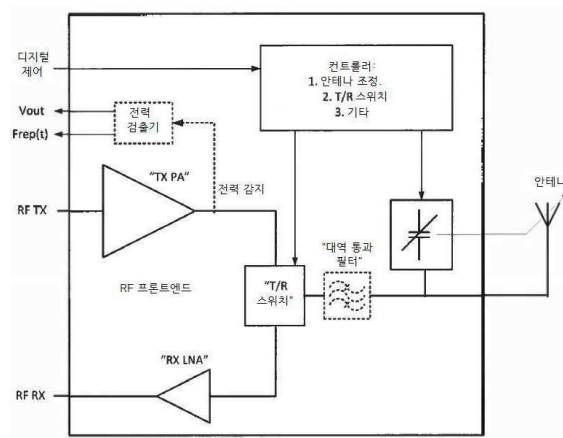 디지털
제어
컨트롤러:
1. 안테나 조정.
2. T/R 스위치
3. 기타
Vout
Frep(t)
전력
검출기
"TX PA"
전력 감지
안테나
RF TX
"대역 통과
필터"
RF 프론트엔드
"T/R
스위치"
"RX LNA"
RF RX